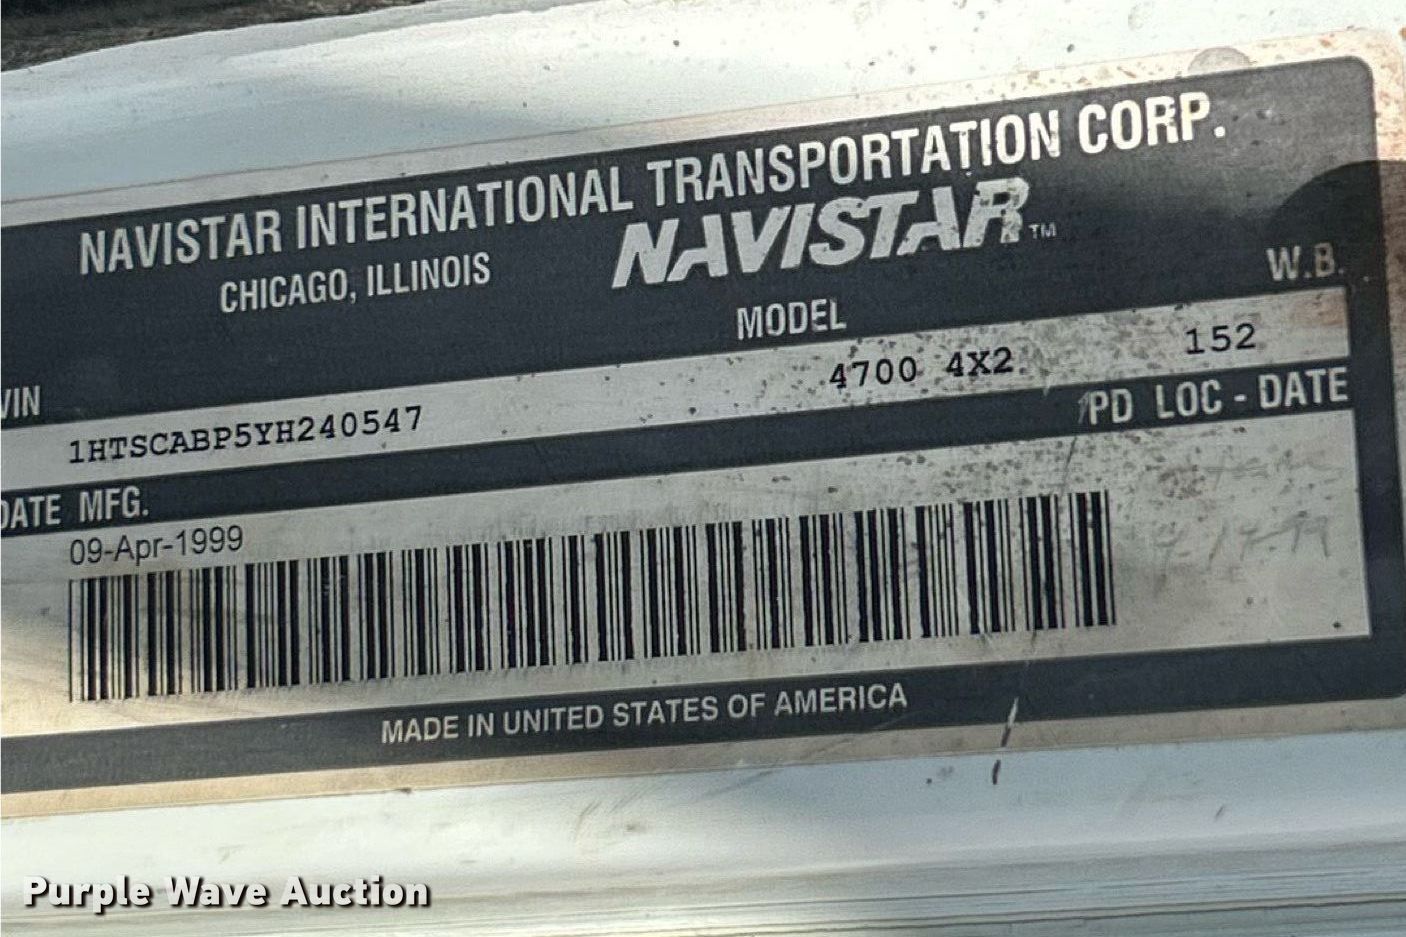 NAVISTAR INTERNATIONAL TRANSPORTATION CORP.
CHICAGO, ILLINOIS
NAVISTAR™
VIN
MODEL
W.B.
1HTSCABP5YH240547
4700 4X2
152
DATE MFG.
PD LOC - DATE
09-Apr-1999
MADE IN UNITED STATES OF AMERICA
Purple Wave Auction